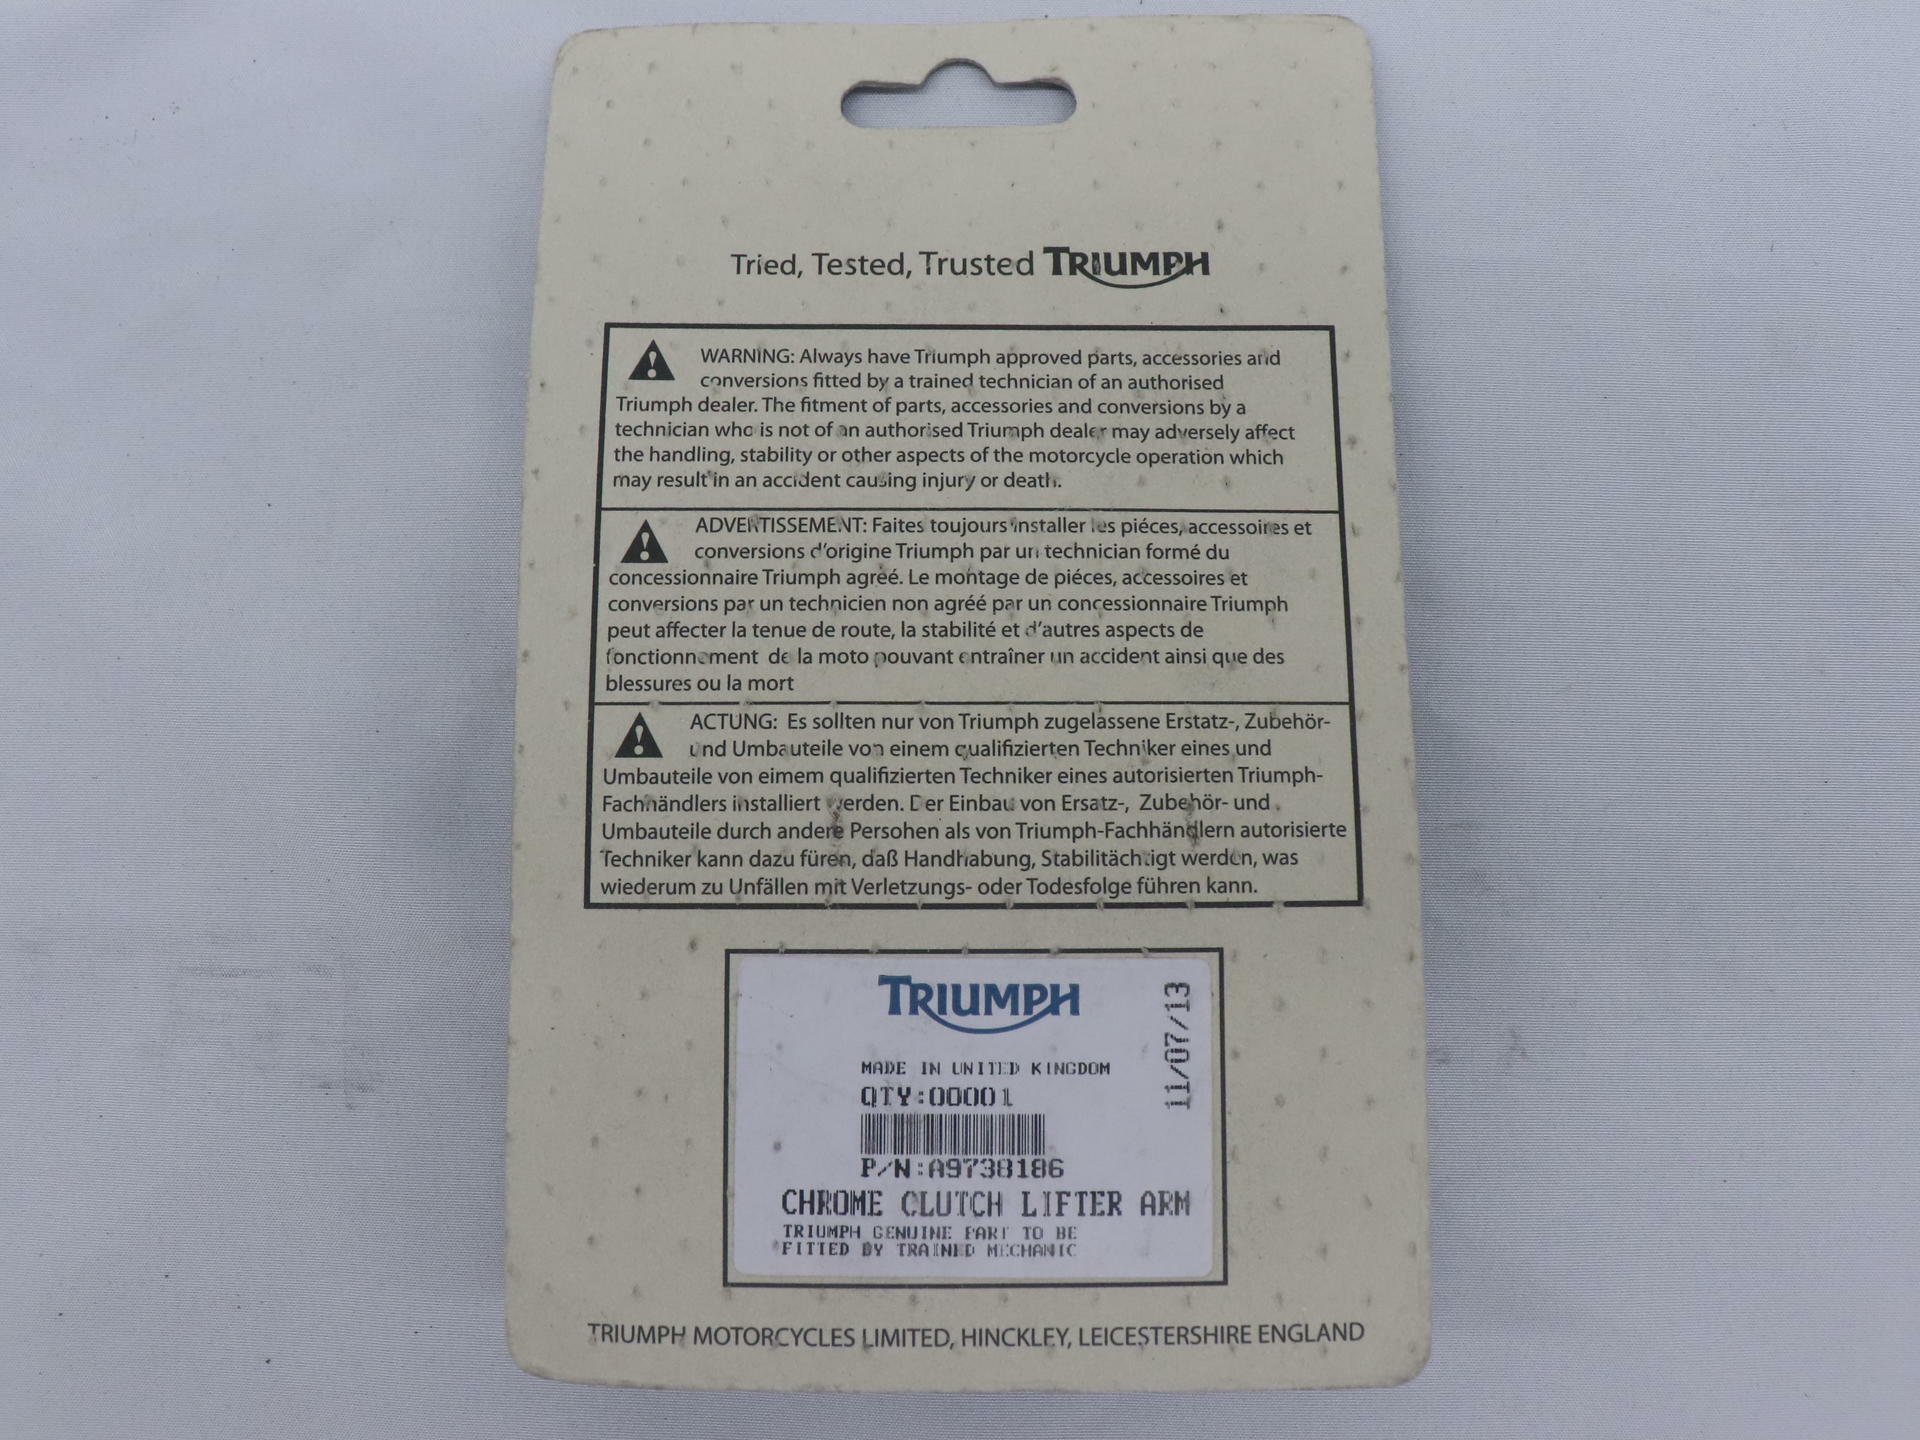 Tried, Tested, Trusted TRIUMPH
WARNING: Always have Triumph approved parts, accessories and
conversions fitted by a trained technician of an authorised
Triumph dealer. The fitment of parts, accessories and conversions by a
technician who is not of an authorised Triumph dealer may adversely affect
the handling, stability or other aspects of the motorcycle operation which
may result in an accident causing injury or death.
ADVERTISSEMENT: Faites toujours installer les piéces, accessoires et
conversions d'origine Triumph par un technician formé du
concessionnaire Triumph agréé. Le montage de piéces, accessoires et
conversions par un technicien non agréé par un concessionnaire Triumph
peut affecter la tenue de route, la stabilité et d'autres aspects de
fonctionnement de la moto pouvant entraîner un accident ainsi que des
blessures ou la mort
ACTUNG: Es sollten nur von Triumph zugelassene Erstatz-, Zubehör-
und Umbauteile von einem qualifizierten Techniker eines und
Umbauteile von eimem qualifizierten Techniker eines autorisierten Triumph-
Fachhändlers installiert werden. Der Einbau von Ersatz-, Zubehör- und
Umbauteile durch andere Persohen als von Triumph-Fachhändlern autorisierte
Techniker kann dazu füren, daß Handhabung, Stabilitächtigt werden, was
wiederum zu Unfällen mit Verletzungs- oder Todesfolge führen kann.
TRIUMPH
11/07/13
MADE IN UNITED KINGDOM
QTY:00001
P/N:A9738186
CHROME CLUTCH LIFTER ARM
TRIUMPH GENUINE PART TO BE
FITTED BY TRAINED MECHANIC
TRIUMPH MOTORCYCLES LIMITED, HINCKLEY, LEICESTERSHIRE ENGLAND